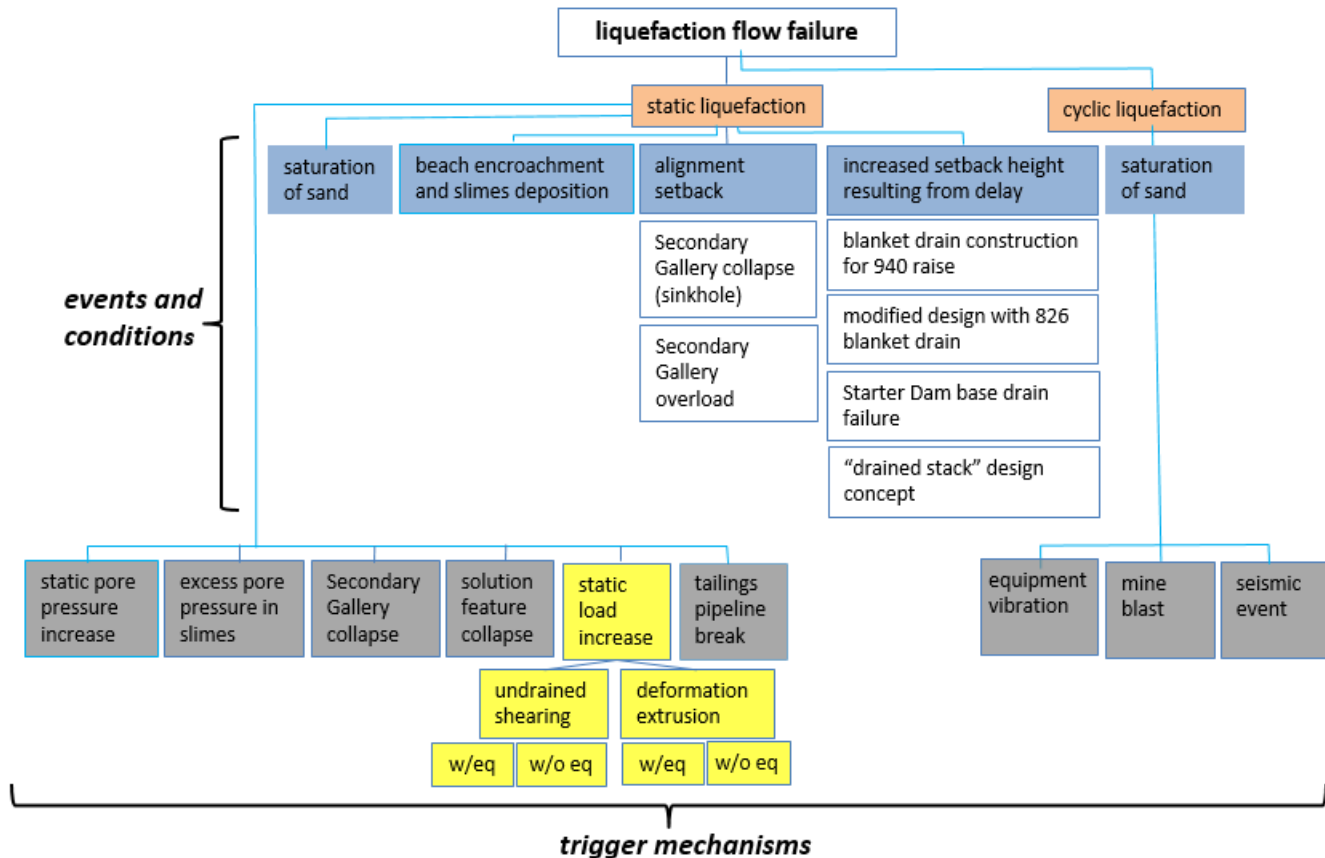 liquefaction flow failure
static liquefaction
cyclic liquefaction
saturation
of sand
beach encroachment
and slimes deposition
alignment
setback
increased setback height
resulting from delay
saturation
of sand
Secondary
Gallery collapse
(sinkhole)
Secondary
Gallery
overload
blanket drain construction
for 940 raise
modified design with 826
blanket drain
Starter Dam base drain
failure
“drained stack” design
concept
events and
conditions
static pore
pressure
increase
excess pore
pressure in
slimes
Secondary
Gallery
collapse
solution
feature
collapse
static
load
increase
tailings
pipeline
break
equipment
vibration
mine
blast
seismic
event
undrained
shearing
deformation
extrusion
w/eq
w/o eq
w/eq
w/o eq
trigger mechanisms